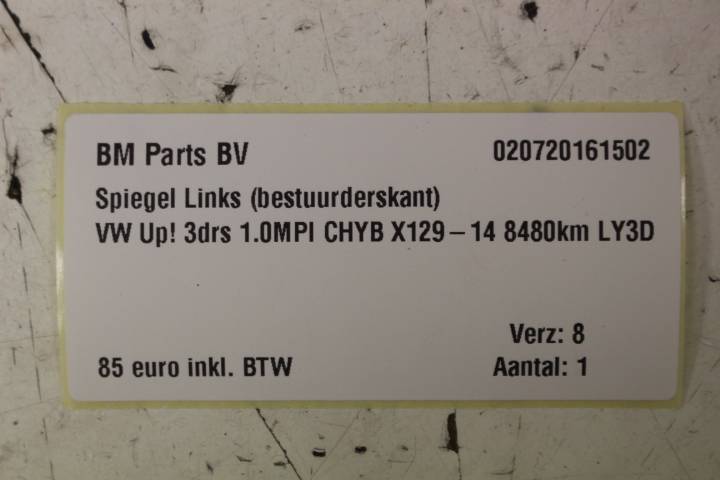 BM Parts BV 020720161502
Spiegel Links (bestuurderskant)
VW Up! 3drs 1.0MPI CHYB X129-14 8480km LY3D
Verz: 8
85 euro inkl. BTW Aantal: 1